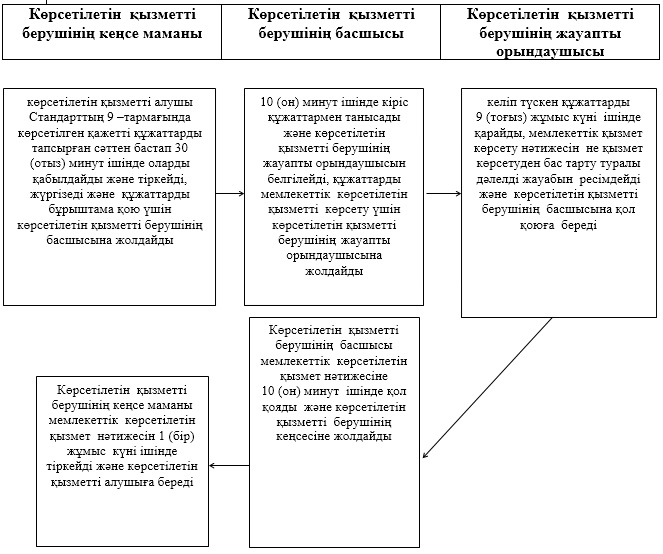 Көрсетілетін қызметті
берушінің кеңсе маманы
Көрсетілетін қызметті
берушінің басшысы
Көрсетілетін қызметті
берушінің жауапты
орындаушысы
көрсетілетін қызметті алушы
Стандарттың 9 –тармағында
көрсетілген қажетті құжаттарды
тапсырған сәттен бастап 30
(отыз) минут ішінде оларды
қабылдайды және тіркейді,
жүргізеді және құжаттарды
бұрыштама қою үшін
көрсетілетін қызметті берушінің
басшысына жолдайды
10 (он) минут ішінде кіріс
құжаттармен танысады
және көрсетілетін
қызметті берушінің
жауапты орындаушысын
белгілейді, құжаттарды
мемлекеттік көрсетілетін
қызметті көрсету үшін
көрсетілетін қызметті
берушінің жауапты
орындаушысына
жолдайды
келіп түскен құжаттарды
9 (тоғыз) жұмыс күні ішінде
қарайды, мемлекеттік қызмет
көрсету нәтижесін не қызмет
көрсетуден бас тарту туралы
дәлелді жауабын ресімдейді
және көрсетілетін қызметті
берушінің басшысына қол
қоюға береді
Көрсетілетін қызметті
берушінің басшысы
мемлекеттік көрсетілетін
қызмет нәтижесіне
10 (он) минут ішінде қол
қояды және көрсетілетін
қызметті берушінің
кеңсесіне жолдайды
Көрсетілетін қызметті
берушінің кеңсе маманы
мемлекеттік көрсетілетін
қызмет нәтижесін 1 (бір)
жұмыс күні ішінде
тіркейді және көрсетілетін
қызметті алушыға береді